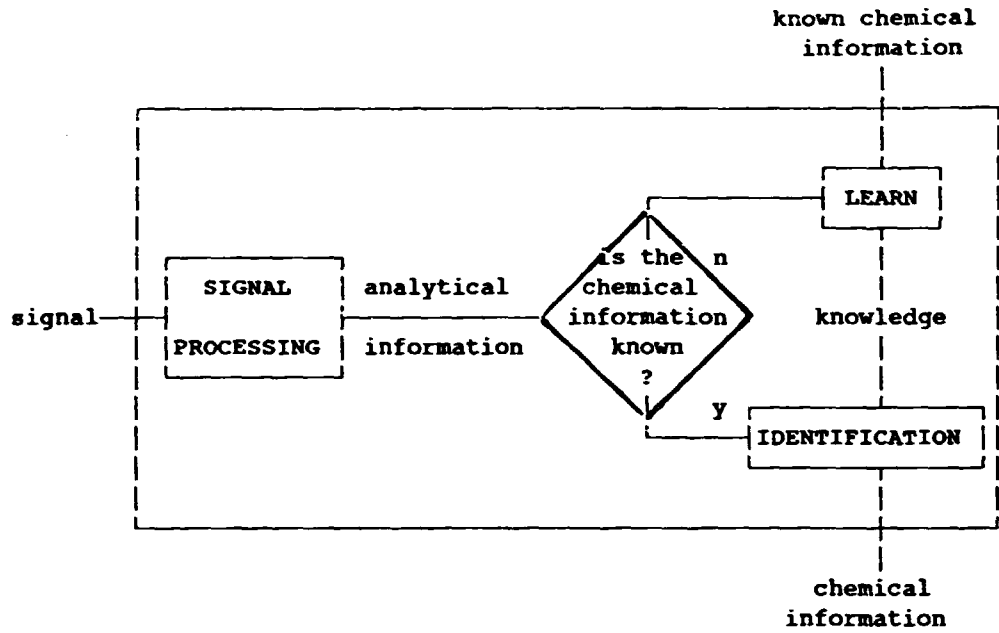 known chemical
information
LEARN
is the
chemical
information
known
?
n
y
SIGNAL
PROCESSING
analytical
information
signal
knowledge
IDENTIFICATION
chemical
information